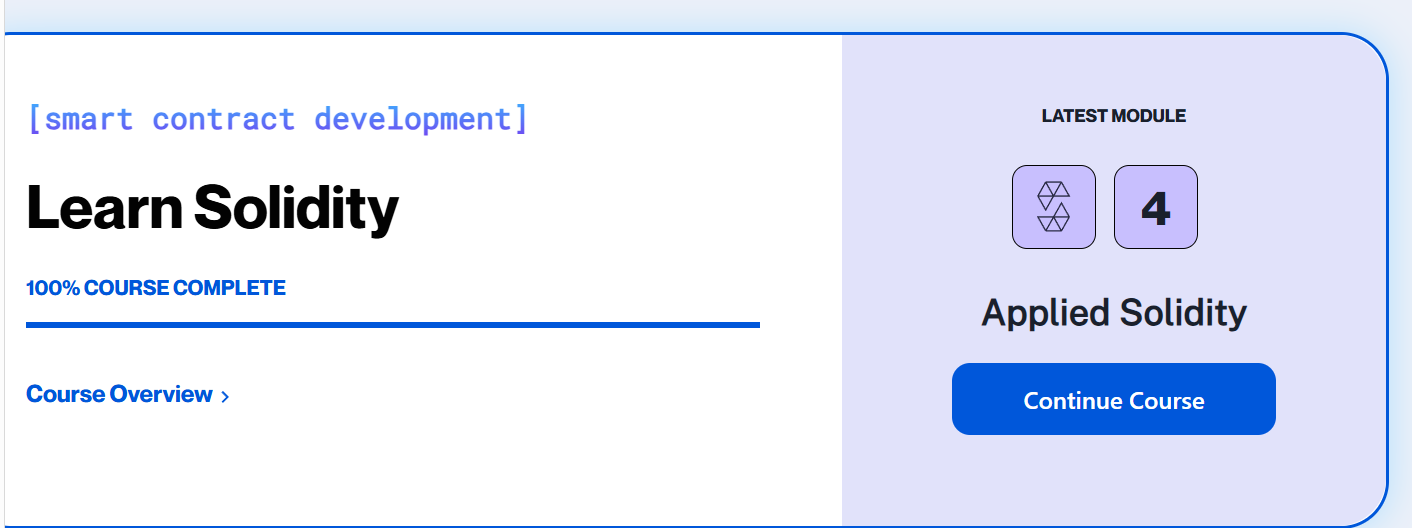 [smart contract development]
Learn Solidity
100% COURSE COMPLETE
Course Overview ›
LATEST MODULE
4
Applied Solidity
Continue Course